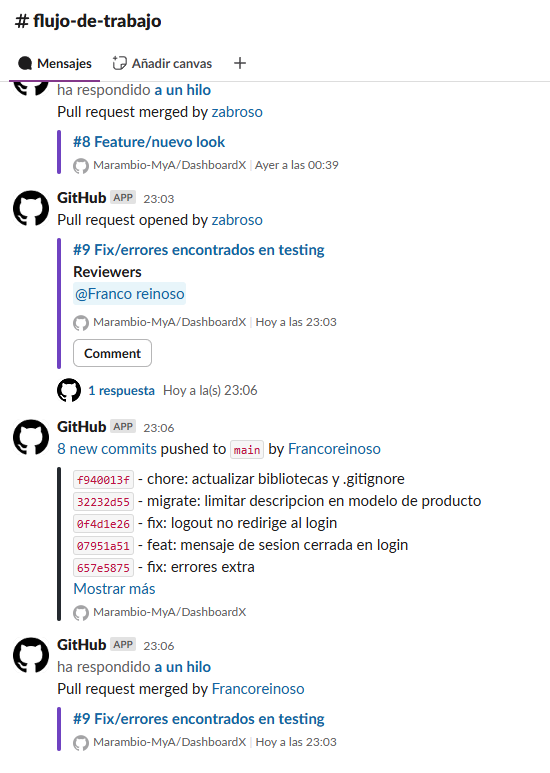 # flujo-de-trabajo
Mensajes Añadir canvas +
ha respondido a un hilo
Pull request merged by zabroso
#8 Feature/nuevo look
Marambio-MyA/DashboardX | Ayer a las 00:39
GitHub APP 23:03
Pull request opened by zabroso
#9 Fix/errores encontrados en testing
Reviewers
@Franco reinoso
Marambio-MyA/DashboardX | Hoy a las 23:03
Comment
1 respuesta Hoy a la(s) 23:06
GitHub APP 23:06
8 new commits pushed to main by Francoreinoso
f940013f - chore: actualizar bibliotecas y .gitignore
32232d55 - migrate: limitar descripcion en modelo de producto
0f4d1e26 - fix: logout no redirige al login
07951a51 - feat: mensaje de sesion cerrada en login
657e5875 - fix: errores extra
Mostrar más
Marambio-MyA/DashboardX
GitHub APP 23:06
ha respondido a un hilo
Pull request merged by Francoreinoso
#9 Fix/errores encontrados en testing
Marambio-MyA/DashboardX | Hoy a las 23:03